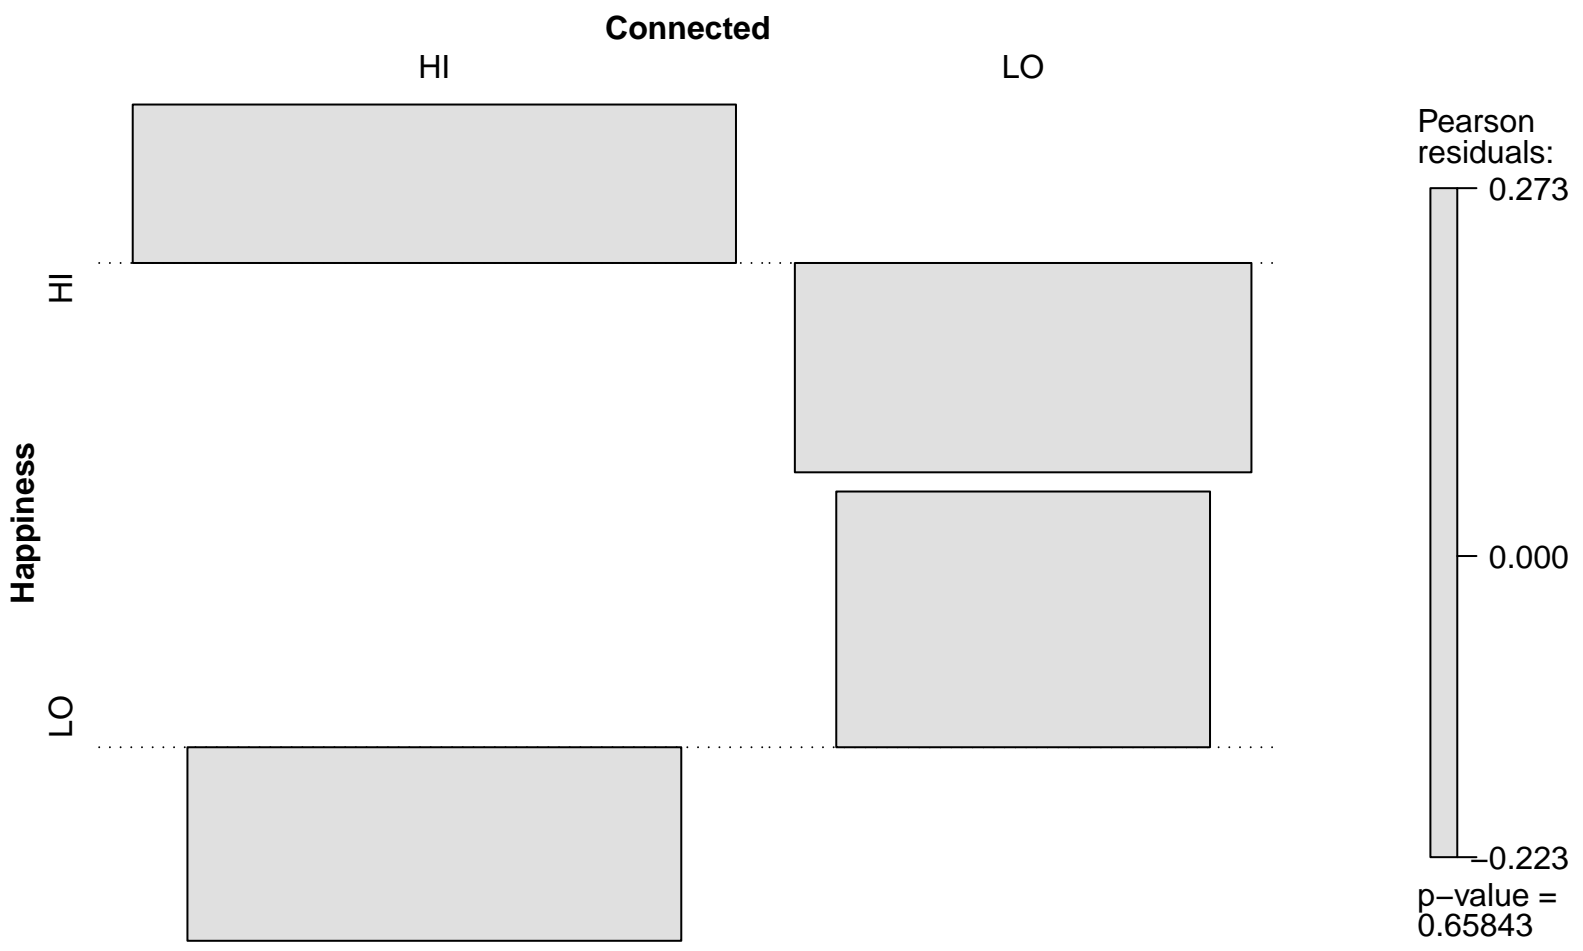 Connected
HI
LO
Happiness
HI
LO
Pearson
residuals:
0.273
0.000
−0.223
p−value =
0.65843